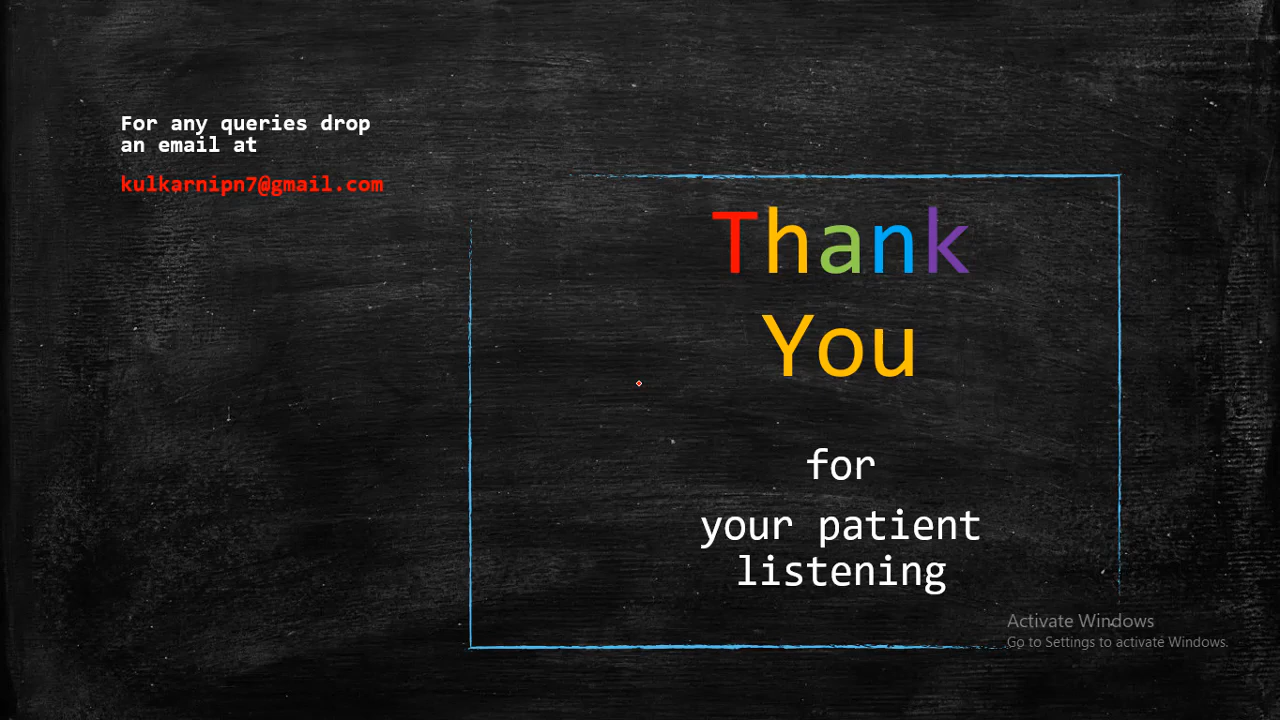 For any queries drop
an email at
kulkarnipn7@gmail.com
Thank
You
for
your patient
listening
Activate Windows
Go to Settings to activate Windows.